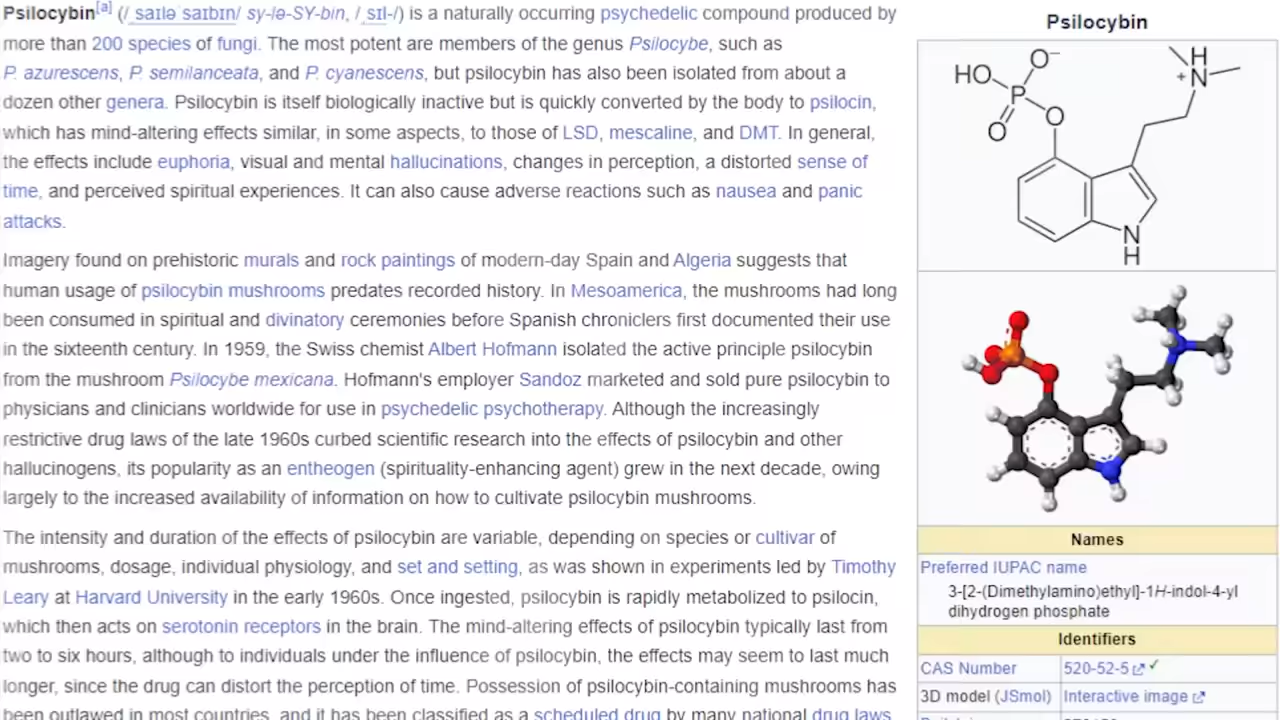 Psilocybin[a] (/ˌsaɪləˈsaɪbɪn/ sy-lə-SY-bin, /ˌsɪl-/) is a naturally occurring psychedelic compound produced by
more than 200 species of fungi. The most potent are members of the genus Psilocybe, such as
P. azurescens, P. semilanceata, and P. cyanescens, but psilocybin has also been isolated from about a
dozen other genera. Psilocybin is itself biologically inactive but is quickly converted by the body to psilocin,
which has mind-altering effects similar, in some aspects, to those of LSD, mescaline, and DMT. In general,
the effects include euphoria, visual and mental hallucinations, changes in perception, a distorted sense of
time, and perceived spiritual experiences. It can also cause adverse reactions such as nausea and panic
attacks.
Imagery found on prehistoric murals and rock paintings of modern-day Spain and Algeria suggests that
human usage of psilocybin mushrooms predates recorded history. In Mesoamerica, the mushrooms had long
been consumed in spiritual and divinatory ceremonies before Spanish chroniclers first documented their use
in the sixteenth century. In 1959, the Swiss chemist Albert Hofmann isolated the active principle psilocybin
from the mushroom Psilocybe mexicana. Hofmann's employer Sandoz marketed and sold pure psilocybin to
physicians and clinicians worldwide for use in psychedelic psychotherapy. Although the increasingly
restrictive drug laws of the late 1960s curbed scientific research into the effects of psilocybin and other
hallucinogens, its popularity as an entheogen (spirituality-enhancing agent) grew in the next decade, owing
largely to the increased availability of information on how to cultivate psilocybin mushrooms.
The intensity and duration of the effects of psilocybin are variable, depending on species or cultivar of
mushrooms, dosage, individual physiology, and set and setting, as was shown in experiments led by Timothy
Leary at Harvard University in the early 1960s. Once ingested, psilocybin is rapidly metabolized to psilocin,
which then acts on serotonin receptors in the brain. The mind-altering effects of psilocybin typically last from
two to six hours, although to individuals under the influence of psilocybin, the effects may seem to last much
longer, since the drug can distort the perception of time. Possession of psilocybin-containing mushrooms has
been outlawed in most countries, and it has been classified as a scheduled drug by many national drug laws.
Psilocybin
O⁻
H
HO
+
N
P
O
O
N
H
Names
Preferred IUPAC name
3-[2-(Dimethylamino)ethyl]-1H-indol-4-yl
dihydrogen phosphate
Identifiers
CAS Number 520-52-5 ✓
3D model (JSmol) Interactive image